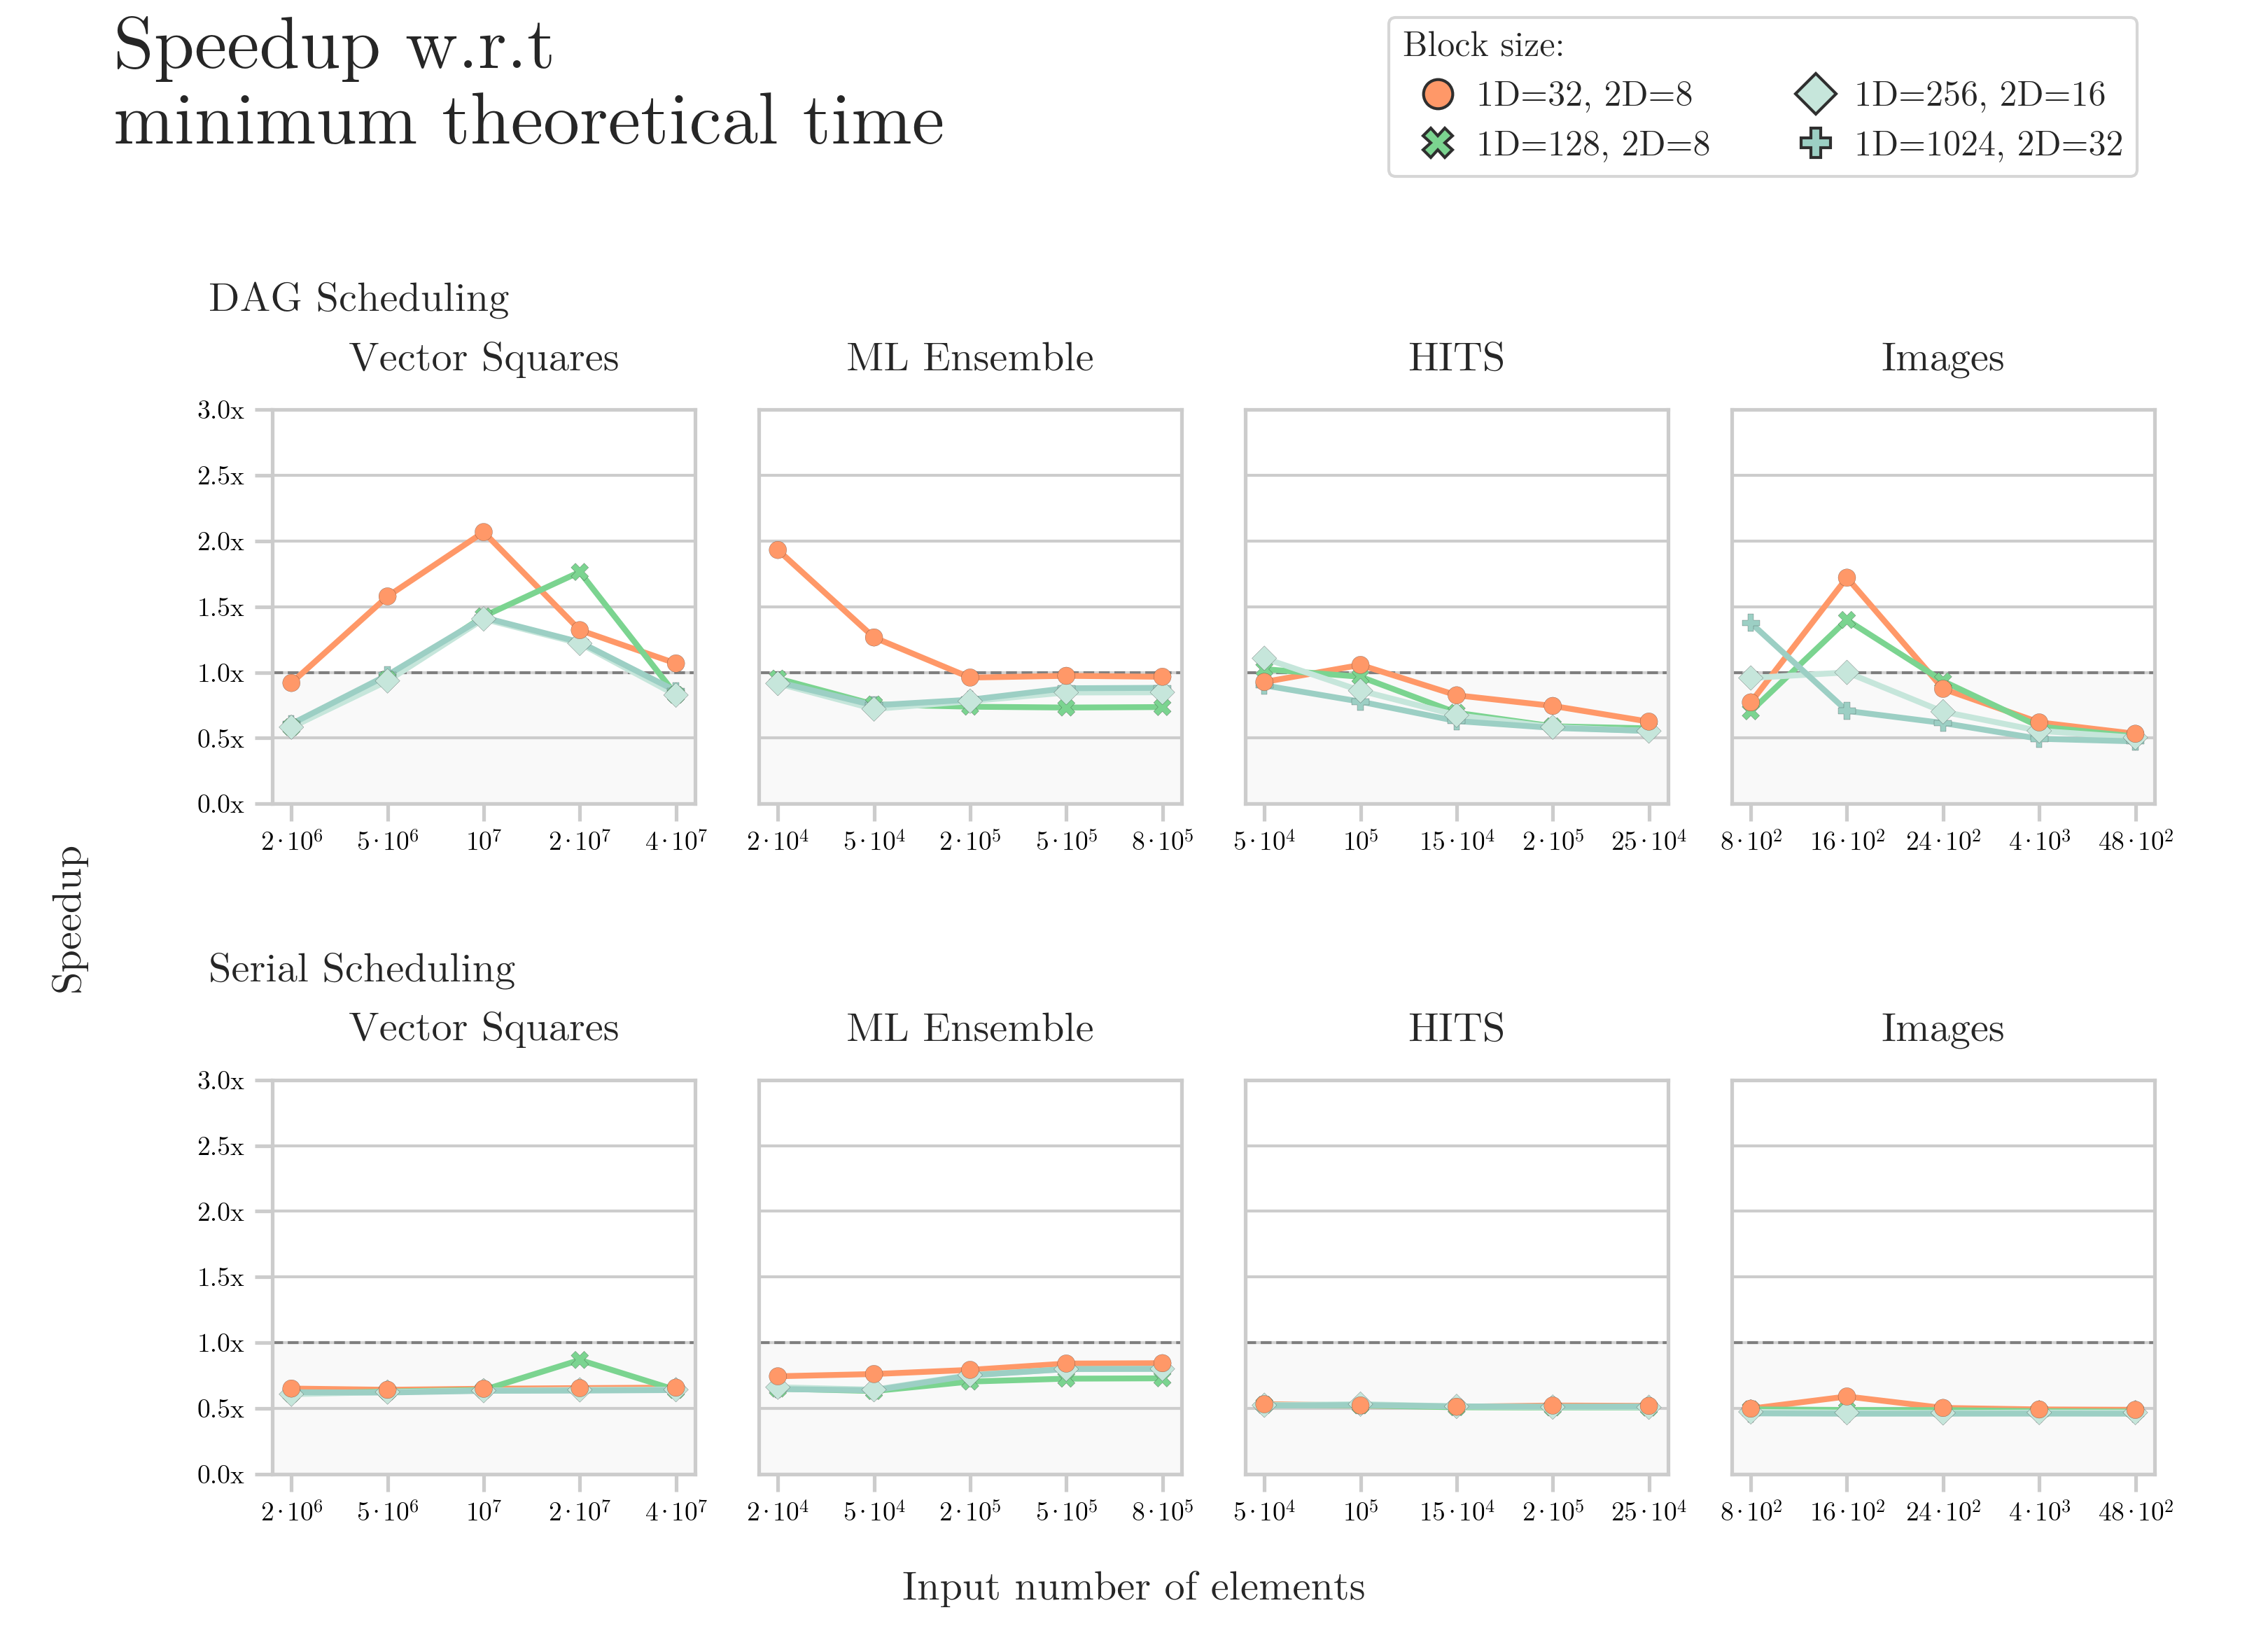 Speedup w.r.t
minimum theoretical time
Block size:
1D=32, 2D=8
1D=256, 2D=16
1D=128, 2D=8
1D=1024, 2D=32
DAG Scheduling
Vector Squares
ML Ensemble
HITS
Images
3.0x
2.5x
2.0x
1.5x
1.0x
0.5x
0.0x
2·10⁶ 5·10⁶ 10⁷ 2·10⁷ 4·10⁷
2·10⁴ 5·10⁴ 2·10⁵ 5·10⁵ 8·10⁵
5·10⁴ 10⁵ 15·10⁴ 2·10⁵ 25·10⁴
8·10² 16·10² 24·10² 4·10³ 48·10²
Speedup
Serial Scheduling
Vector Squares
ML Ensemble
HITS
Images
3.0x
2.5x
2.0x
1.5x
1.0x
0.5x
0.0x
2·10⁶ 5·10⁶ 10⁷ 2·10⁷ 4·10⁷
2·10⁴ 5·10⁴ 2·10⁵ 5·10⁵ 8·10⁵
5·10⁴ 10⁵ 15·10⁴ 2·10⁵ 25·10⁴
8·10² 16·10² 24·10² 4·10³ 48·10²
Input number of elements